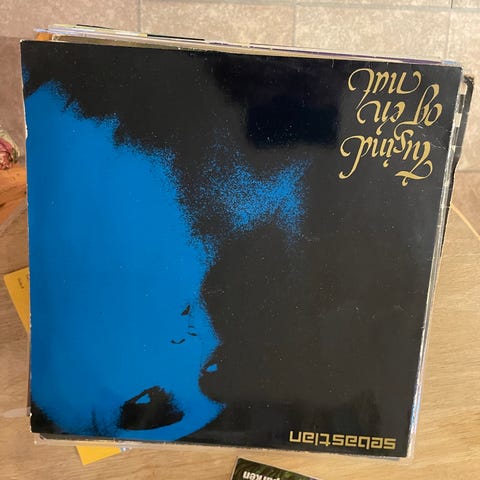 sebastian
Tusind
og en
nat